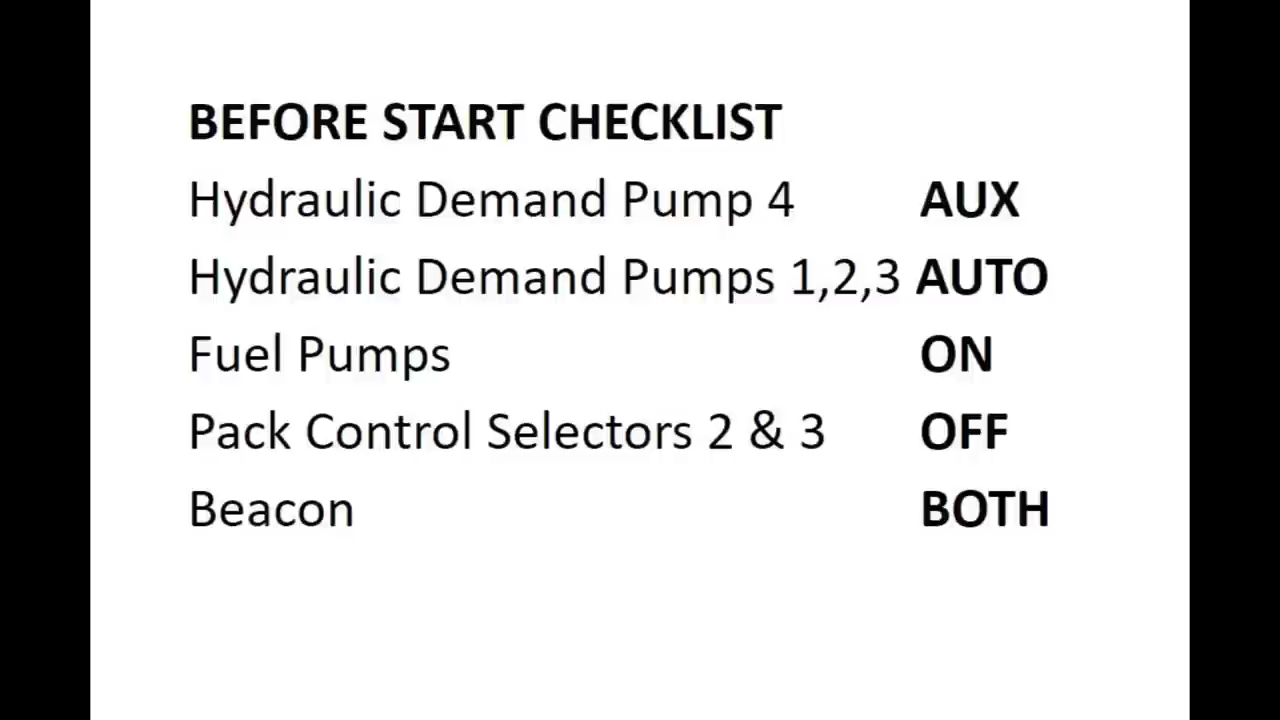 BEFORE START CHECKLIST
Hydraulic Demand Pump 4 AUX
Hydraulic Demand Pumps 1,2,3 AUTO
Fuel Pumps ON
Pack Control Selectors 2 & 3 OFF
Beacon BOTH